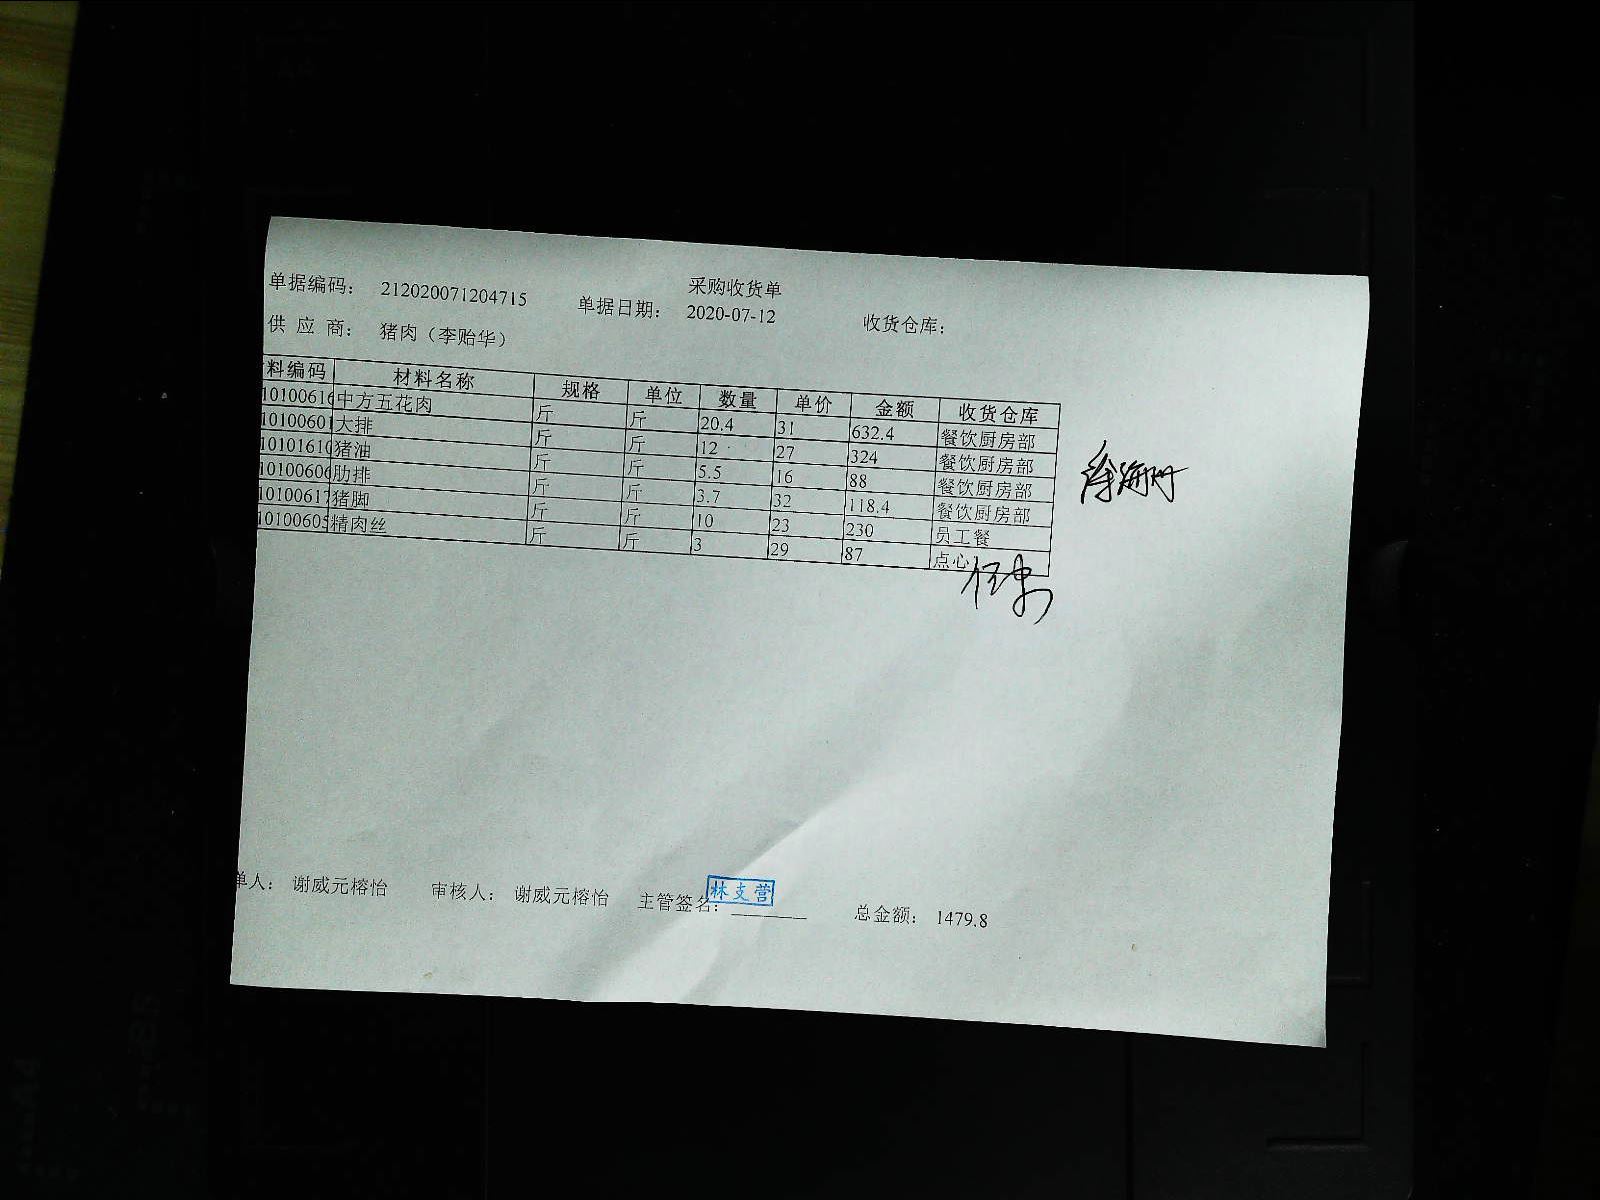 采购收货单
单据编码： 212020071204715 单据日期： 2020-07-12 收货仓库：
供 应 商： 猪肉（李贻华）
料编码 材料名称 规格 单位 数量 单价 金额 收货仓库
10100616 中方五花肉 斤 斤 20.4 31 632.4 餐饮厨房部
10100601 大排 斤 斤 12 27 324 餐饮厨房部
10101610 猪油 斤 斤 5.5 16 88 餐饮厨房部
10100606 肋排 斤 斤 3.7 32 118.4 餐饮厨房部
10100617 猪脚 斤 斤 10 23 230 员工餐
10100605 精肉丝 斤 斤 3 29 87 点心
单人： 谢威元榕怡 审核人： 谢威元榕怡 主管签名： 林支营 总金额： 1479.8